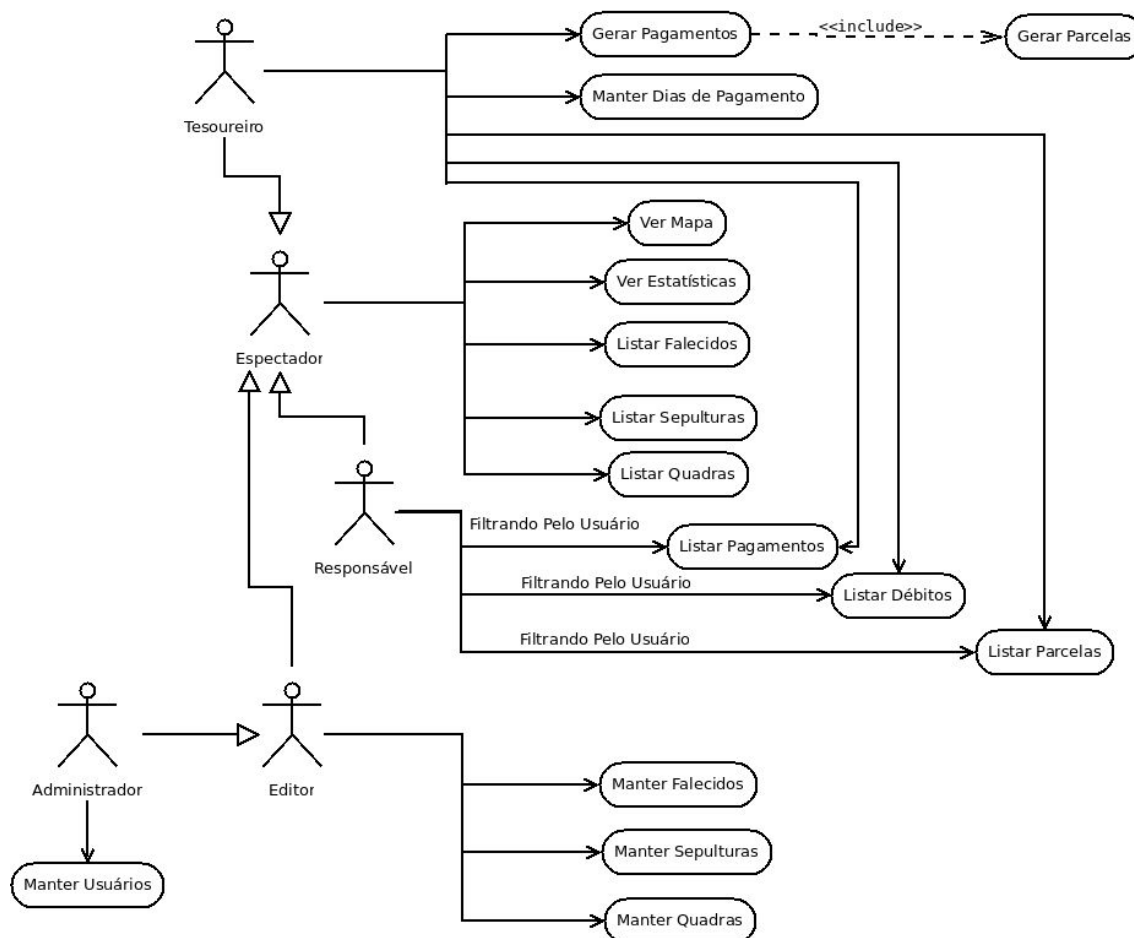 Gerar Pagamentos
<<include>>
Gerar Parcelas
Manter Dias de Pagamento
Tesoureiro
Ver Mapa
Ver Estatísticas
Espectador
Listar Falecidos
Listar Sepulturas
Listar Quadras
Filtrando Pelo Usuário
Listar Pagamentos
Responsável
Filtrando Pelo Usuário
Listar Débitos
Filtrando Pelo Usuário
Listar Parcelas
Administrador
Editor
Manter Falecidos
Manter Sepulturas
Manter Usuários
Manter Quadras